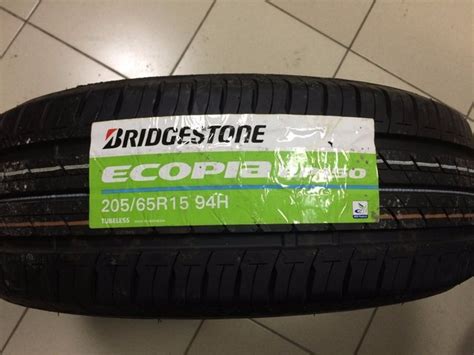 BRIDGESTONE
ECOPIA
205/65R15 94H
TUBELESS